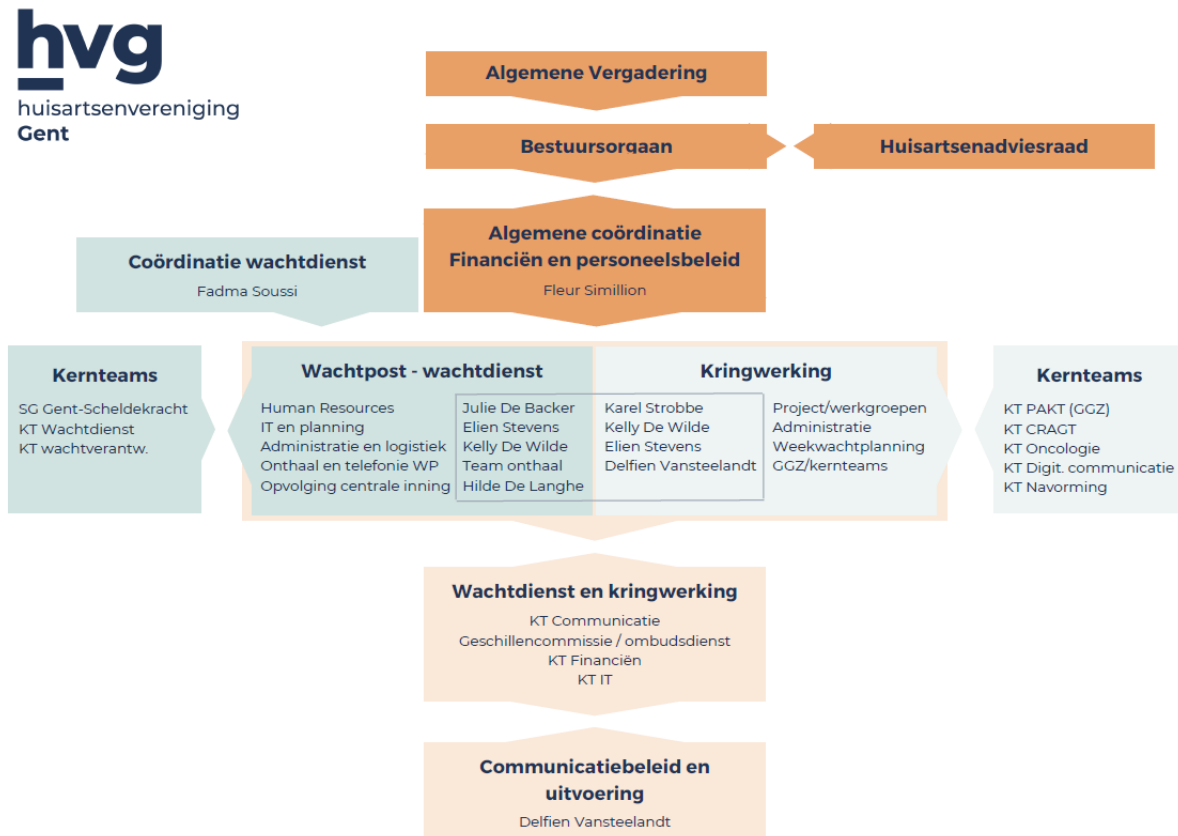 hvg
huisartsenvereniging
Gent
Algemene Vergadering
Bestuursorgaan
Huisartsenadviesraad
Algemene coördinatie
Financiën en personeelsbeleid
Fleur Simillion
Coördinatie wachtdienst
Fadma Soussi
Kernteams
SG Gent-Scheldekracht
KT Wachtdienst
KT wachtverantw.
Wachtpost - wachtdienst
Human Resources
IT en planning
Administratie en logistiek
Onthaal en telefonie WP
Opvolging centrale inning
Julie De Backer
Elien Stevens
Kelly De Wilde
Team onthaal
Hilde De Langhe
Kringwerking
Karel Strobbe
Kelly De Wilde
Elien Stevens
Delfien Vansteelandt
Project/werkgroepen
Administratie
Weekwachtplanning
GGZ/kernteams
Kernteams
KT PAKT (GGZ)
KT CRAGT
KT Oncologie
KT Digit. communicatie
KT Navorming
Wachtdienst en kringwerking
KT Communicatie
Geschillencommissie / ombudsdienst
KT Financiën
KT IT
Communicatiebeleid en
uitvoering
Delfien Vansteelandt